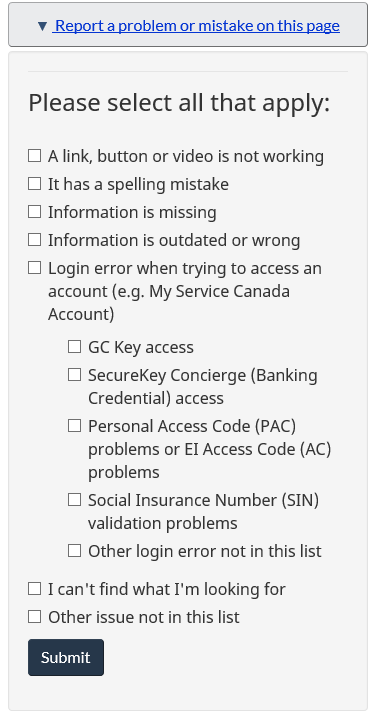 ▼ Report a problem or mistake on this page
Please select all that apply:
A link, button or video is not working
It has a spelling mistake
Information is missing
Information is outdated or wrong
Login error when trying to access an
account (e.g. My Service Canada
Account)
GC Key access
SecureKey Concierge (Banking
Credential) access
Personal Access Code (PAC)
problems or EI Access Code (AC)
problems
Social Insurance Number (SIN)
validation problems
Other login error not in this list
I can't find what I'm looking for
Other issue not in this list
Submit